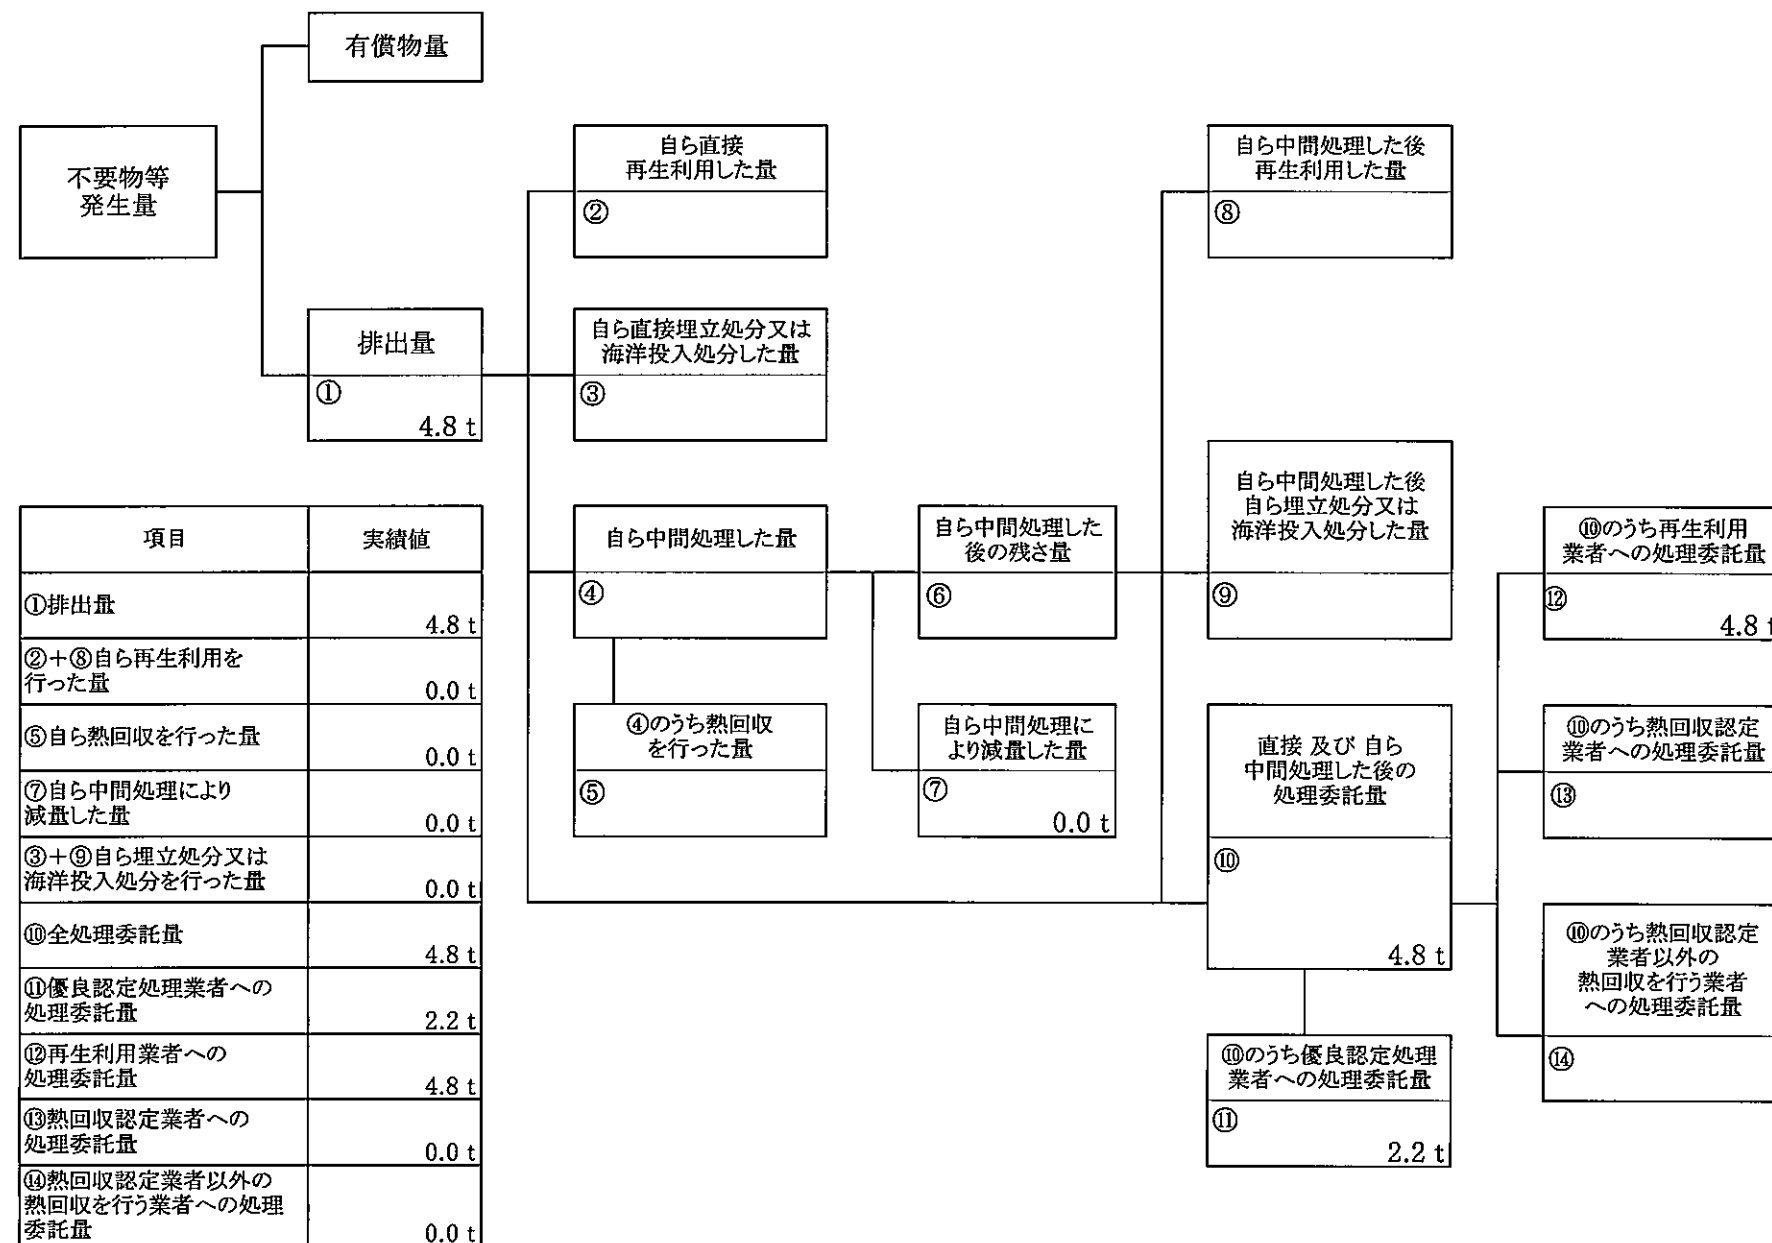 有償物量
不要物等
発生量
排出量
①
4.8 t
自ら直接
再生利用した量
②
自ら直接埋立処分又は
海洋投入処分した量
③
自ら中間処理した量
④
④のうち熱回収
を行った量
⑤
自ら中間処理した
後の残さ量
⑥
自ら中間処理に
より減量した量
⑦
0.0 t
自ら中間処理した後
再生利用した量
⑧
自ら中間処理した後
自ら埋立処分又は
海洋投入処分した量
⑨
直接 及び 自ら
中間処理した後の
処理委託量
⑩
4.8 t
⑩のうち優良認定処理
業者への処理委託量
⑪
2.2 t
⑩のうち再生利用
業者への処理委託量
⑫
4.8 t
⑩のうち熱回収認定
業者への処理委託量
⑬
⑩のうち熱回収認定
業者以外の
熱回収を行う業者
への処理委託量
⑭
項目 実績値
①排出量
4.8 t
②+⑧自ら再生利用を
行った量
0.0 t
⑤自ら熱回収を行った量
0.0 t
⑦自ら中間処理により
減量した量
0.0 t
③+⑨自ら埋立処分又は
海洋投入処分を行った量
0.0 t
⑩全処理委託量
4.8 t
⑪優良認定処理業者への
処理委託量
2.2 t
⑫再生利用業者への
処理委託量
4.8 t
⑬熱回収認定業者への
処理委託量
0.0 t
⑭熱回収認定業者以外の
熱回収を行う業者への処理
委託量
0.0 t